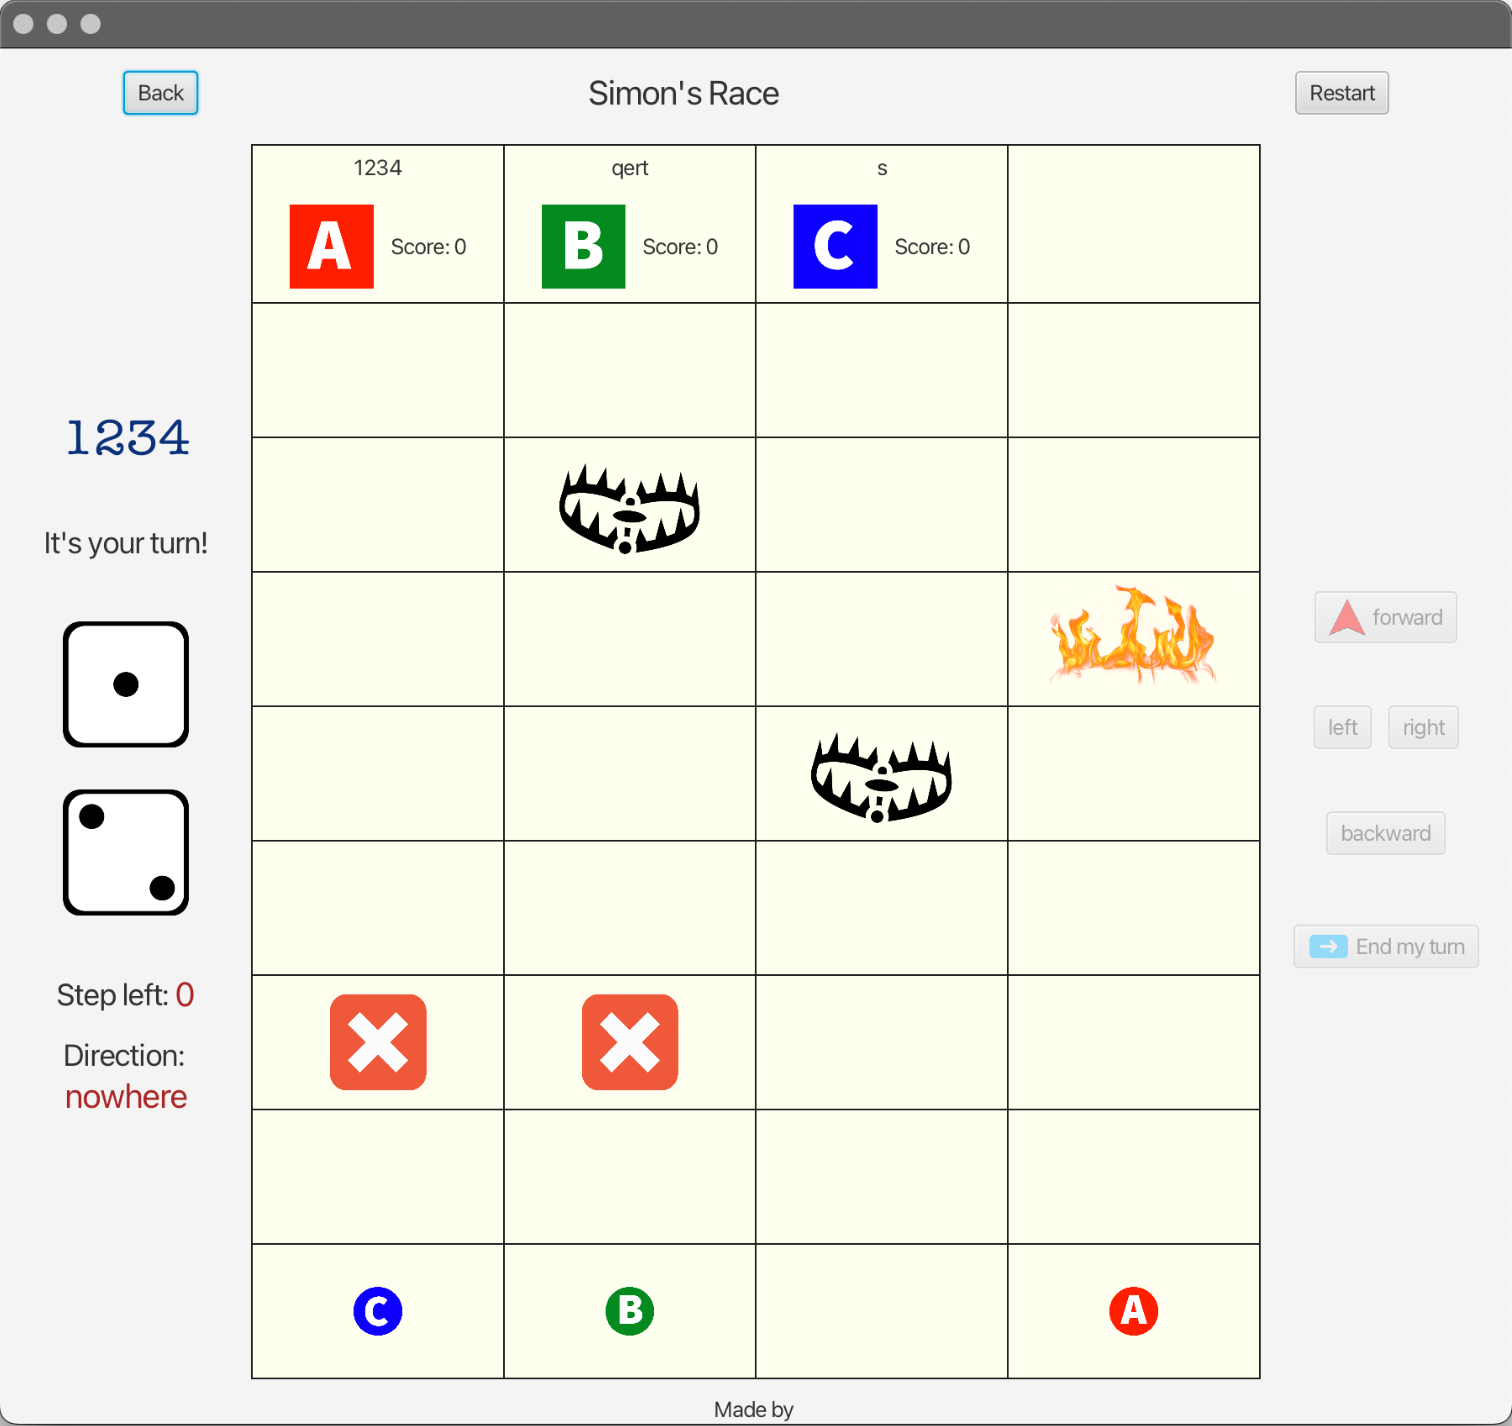 Back
Simon's Race
Restart
1234
qert
s
A Score: 0
B Score: 0
C Score: 0
1234
It's your turn!
Step left: 0
Direction:
nowhere
forward
left
right
backward
End my turn
C
B
A
Made by